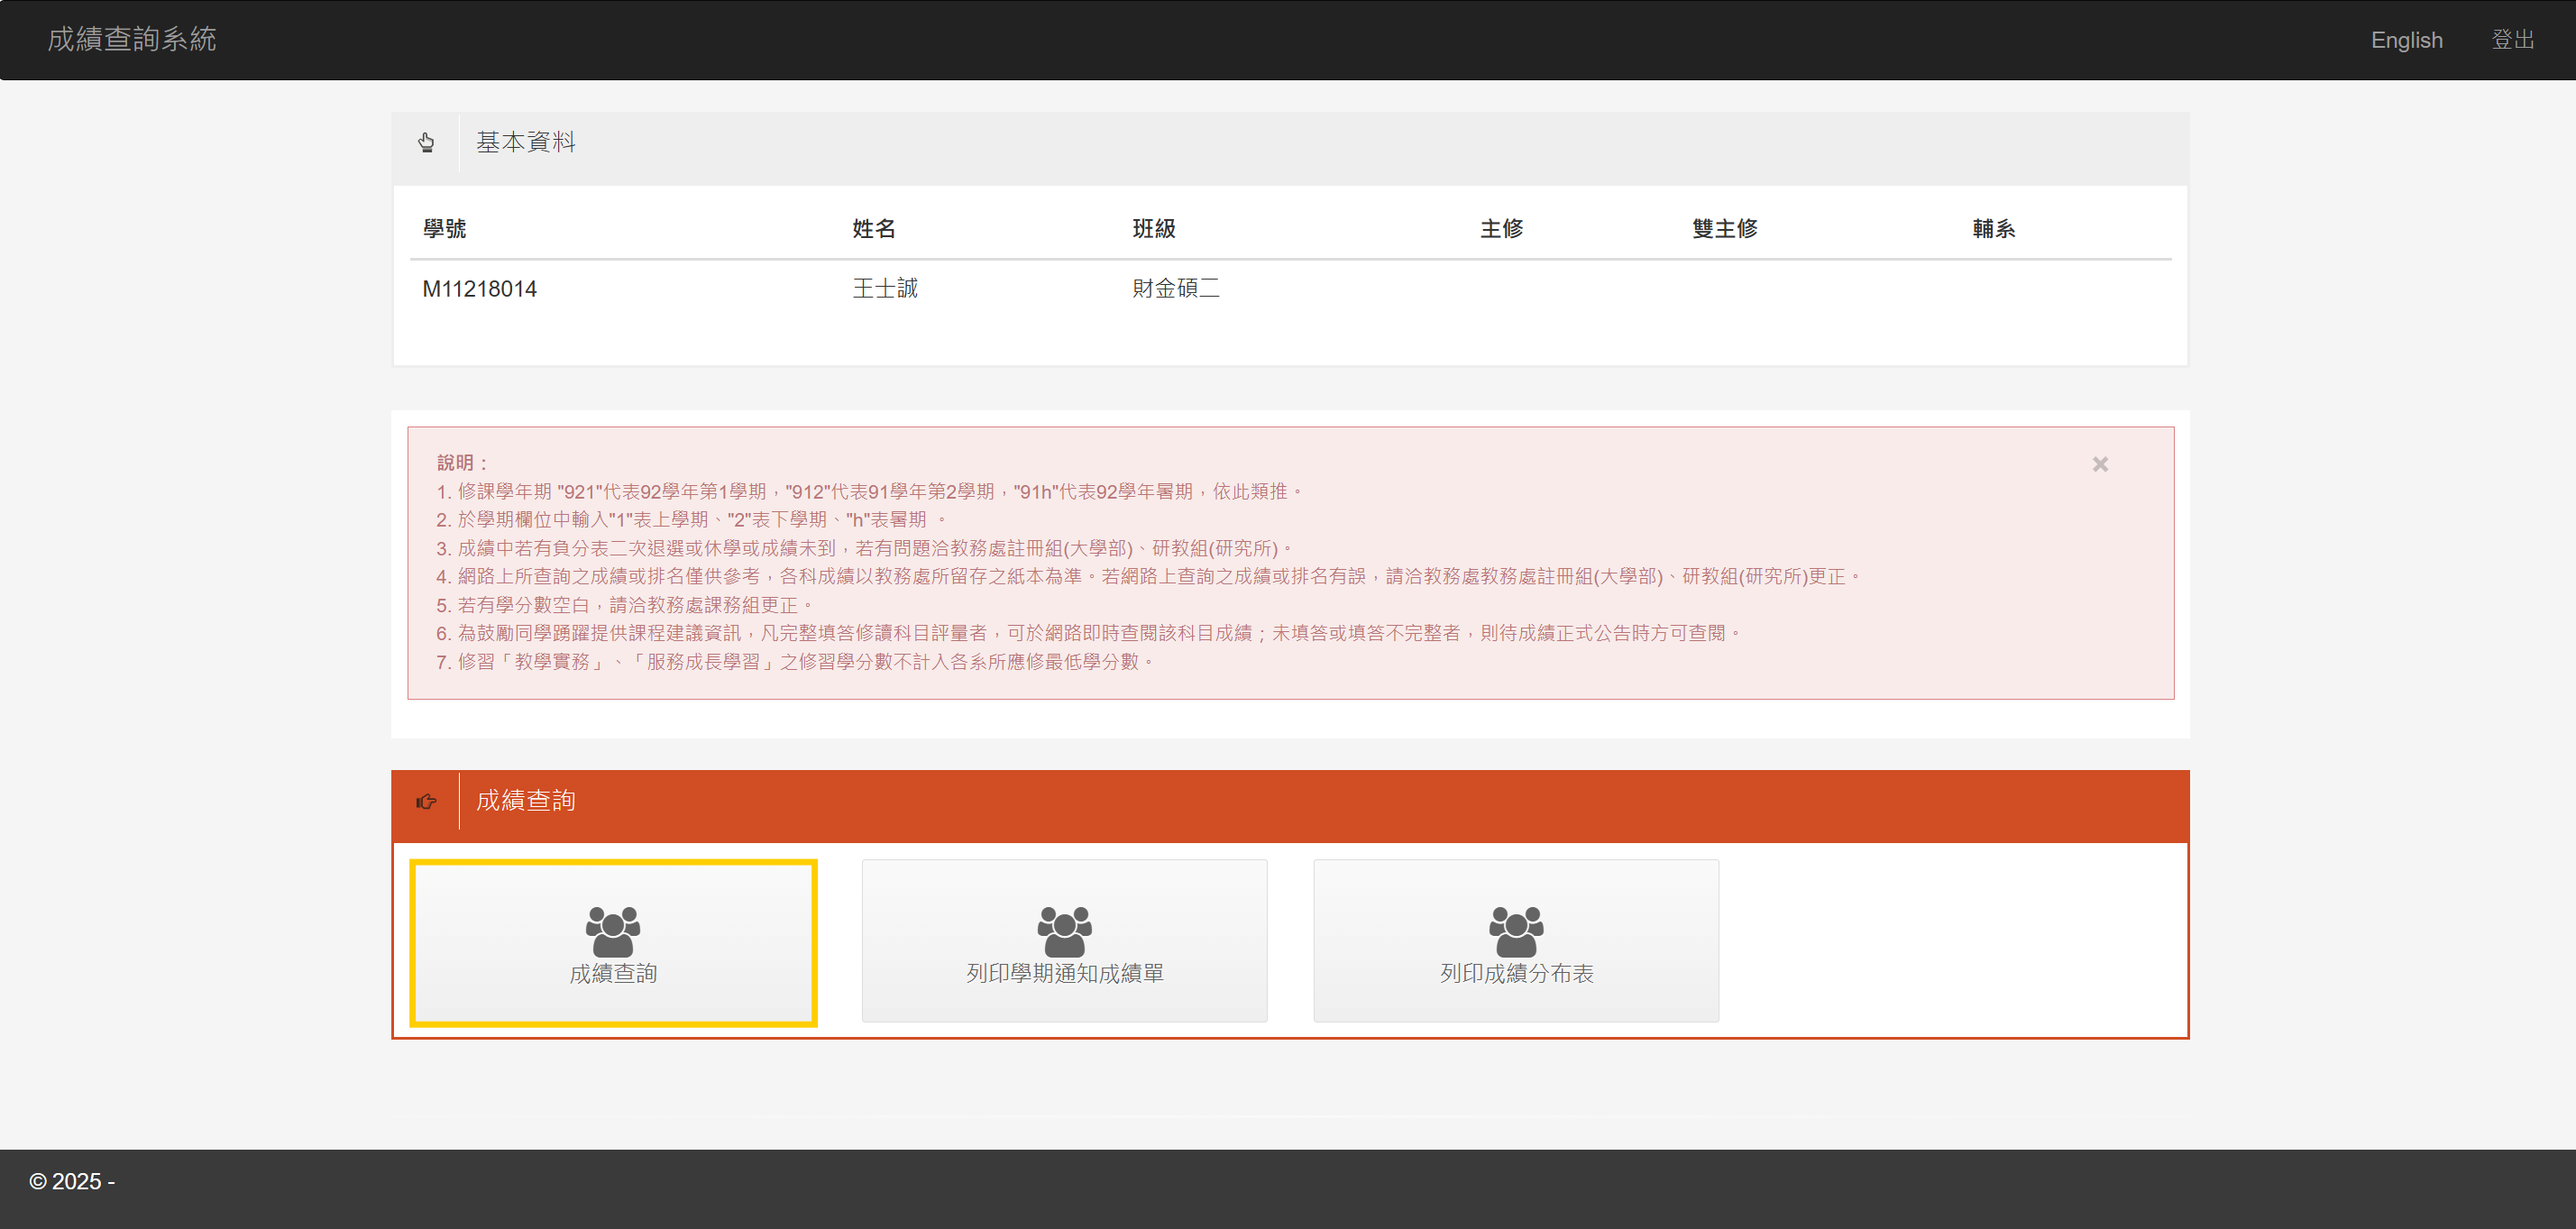 成績查詢系統
English 登出
基本資料
學號 姓名 班級 主修 雙主修 輔系
M11218014 王士誠 財金碩二
說明：
1. 修課學年期 "921"代表92學年第1學期，"912"代表91學年第2學期，"91h"代表92學年暑期，依此類推。
2. 於學期欄位中輸入"1"表上學期、"2"表下學期、"h"表暑期 。
3. 成績中若有負分表二次退選或休學或成績未到，若有問題洽教務處註冊組(大學部)、研教組(研究所)。
4. 網路上所查詢之成績或排名僅供參考，各科成績以教務處所留存之紙本為準。若網路上查詢之成績或排名有誤，請洽教務處教務處註冊組(大學部)、研教組(研究所)更正。
5. 若有學分數空白，請洽教務處課務組更正。
6. 為鼓勵同學踴躍提供課程建議資訊，凡完整填答修讀科目評量者，可於網路即時查閱該科目成績；未填答或填答不完整者，則待成績正式公告時方可查閱。
7. 修習「教學實務」、「服務成長學習」之修習學分數不計入各系所應修最低學分數。
成績查詢
成績查詢 列印學期通知成績單 列印成績分布表
© 2025 -